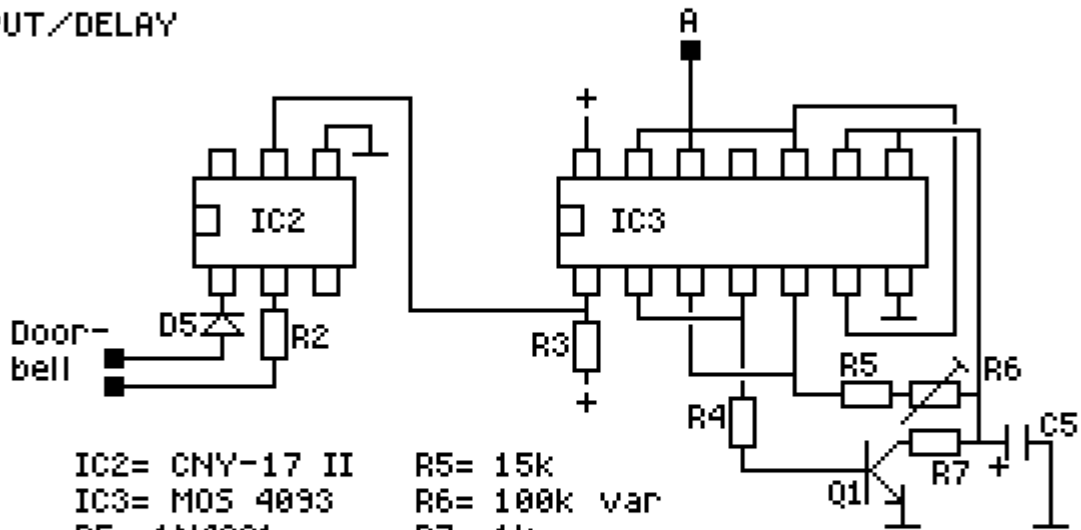 PUT/DELAY
A
+
IC2
IC3
D5
R2
Door-
bell
R3
+
R5
R6
R4
R7
+
C5
Q1
IC2= CNY-17 II
IC3= MOS 4093
R5= 15k
R6= 100k var